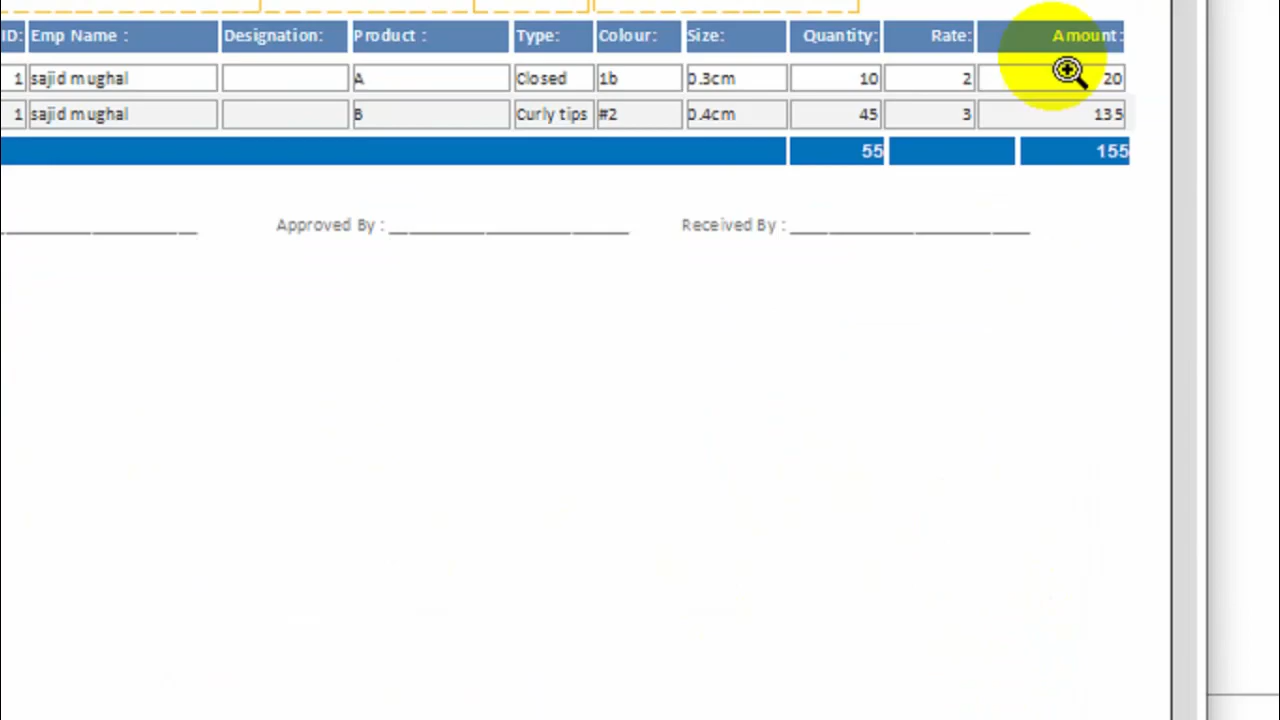 ID: Emp Name : Designation: Product : Type: Colour: Size: Quantity: Rate: Amount:
1 sajid mughal A Closed 1b 0.3cm 10 2 20
1 sajid mughal B Curly tips #2 0.4cm 45 3 135
55 155
Approved By : Received By :